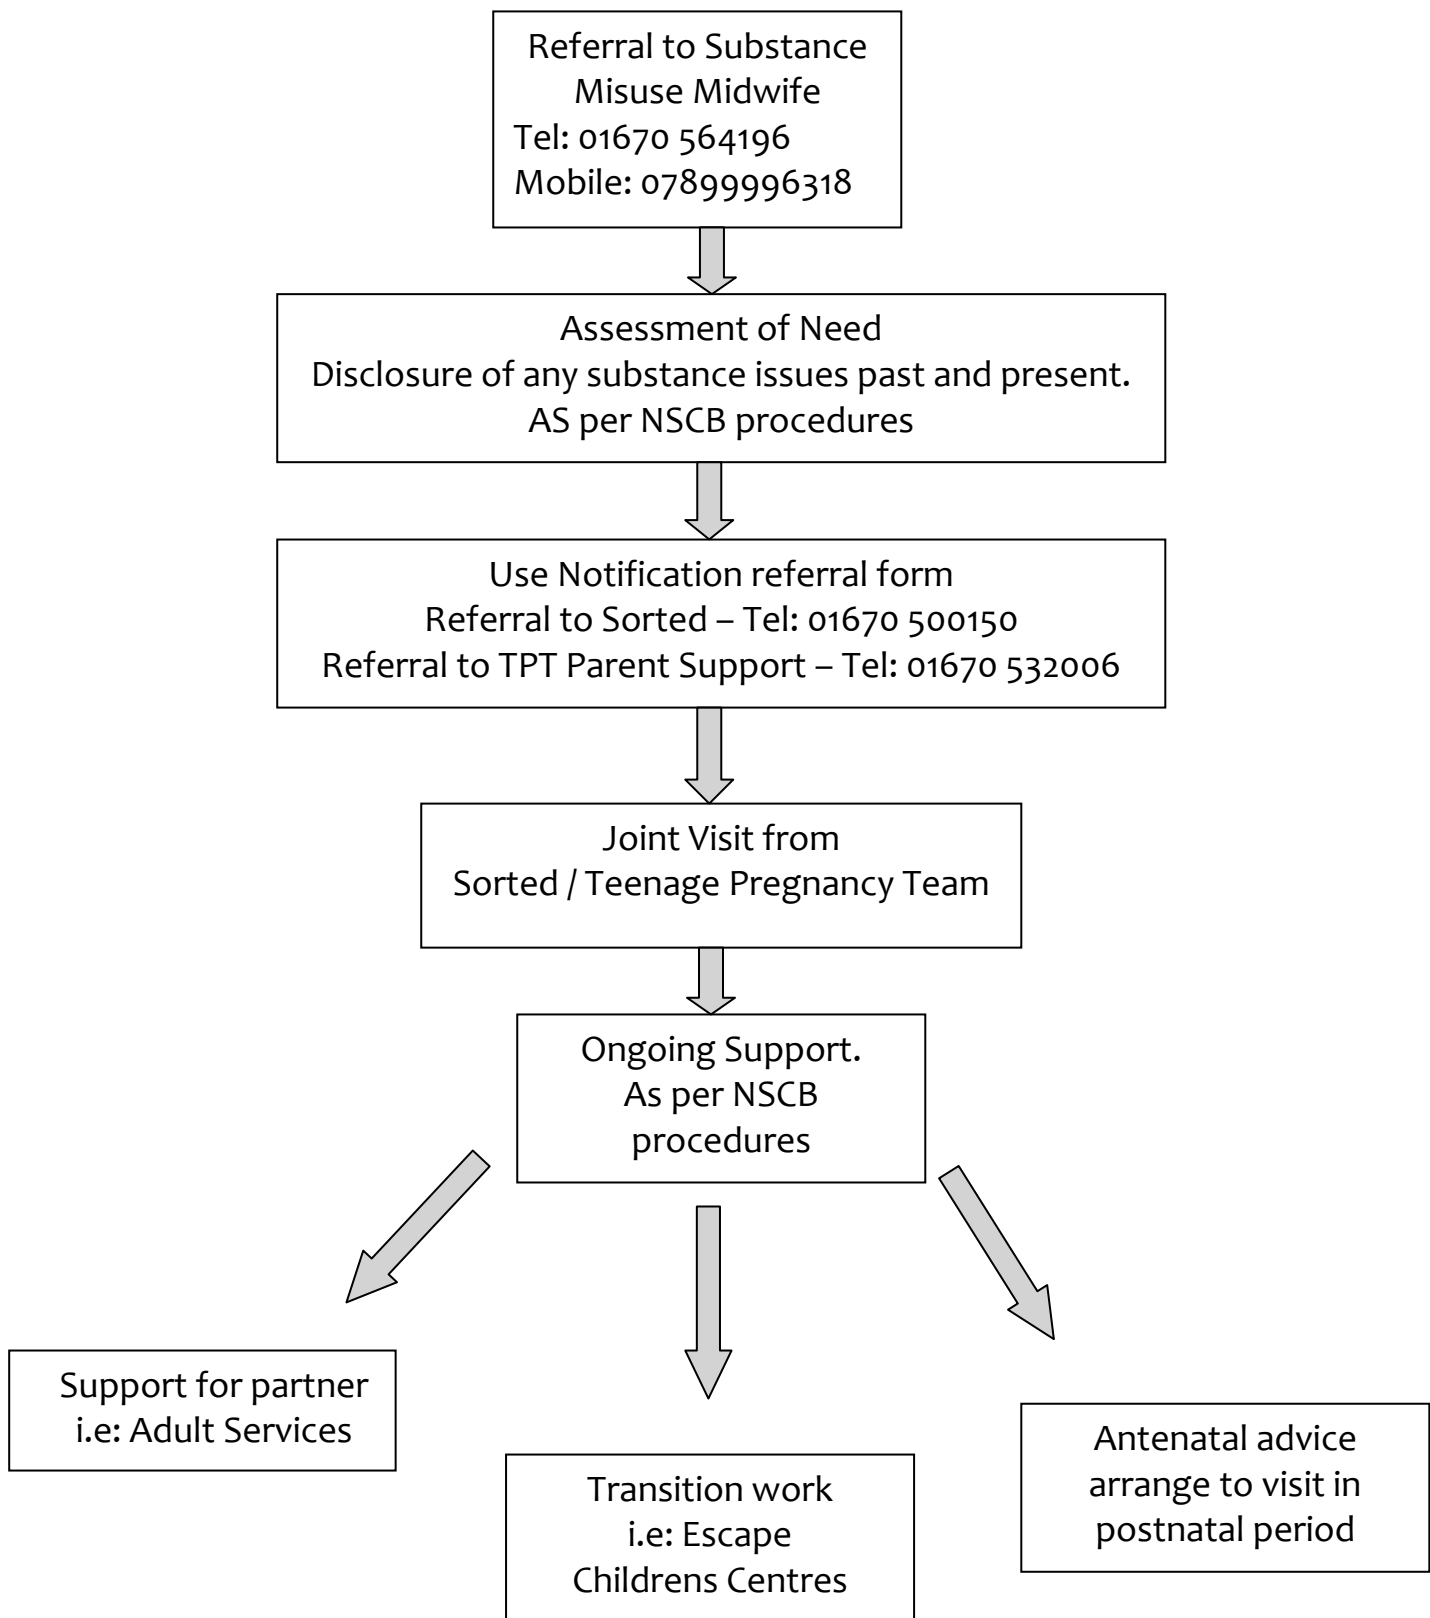 Referral to Substance
Misuse Midwife
Tel: 01670 564196
Mobile: 07899996318
Assessment of Need
Disclosure of any substance issues past and present.
AS per NSCB procedures
Use Notification referral form
Referral to Sorted – Tel: 01670 500150
Referral to TPT Parent Support – Tel: 01670 532006
Joint Visit from
Sorted / Teenage Pregnancy Team
Ongoing Support.
As per NSCB
procedures
Support for partner
i.e: Adult Services
Transition work
i.e: Escape
Childrens Centres
Antenatal advice
arrange to visit in
postnatal period